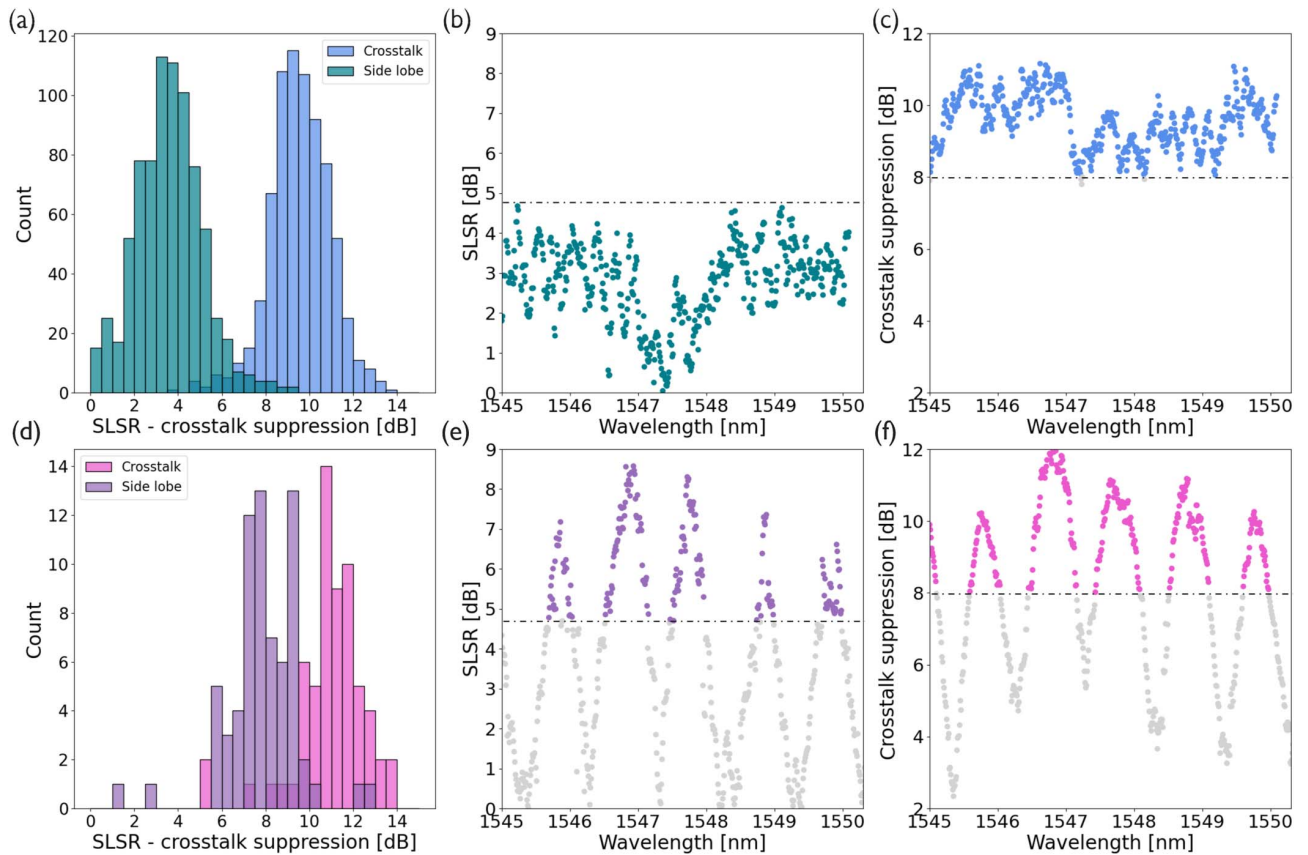 (a)
120
100
80
60
40
20
0
Count
Crosstalk
Side lobe
0 2 4 6 8 10 12 14
SLSR - crosstalk suppression [dB]
(b)
9
8
7
6
5
4
3
2
1
0
SLSR [dB]
1545 1546 1547 1548 1549 1550
Wavelength [nm]
(c)
12
10
8
6
4
2
Crosstalk suppression [dB]
1545 1546 1547 1548 1549 1550
Wavelength [nm]
(d)
14
12
10
8
6
4
2
0
Count
Crosstalk
Side lobe
0 2 4 6 8 10 12 14
SLSR - crosstalk suppression [dB]
(e)
9
8
7
6
5
4
3
2
1
0
SLSR [dB]
1545 1546 1547 1548 1549 1550
Wavelength [nm]
(f)
12
10
8
6
4
2
Crosstalk suppression [dB]
1545 1546 1547 1548 1549 1550
Wavelength [nm]